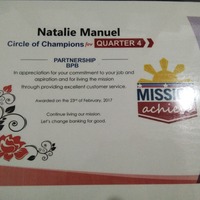 Natalie Manuel
Circle of Champions for QUARTER 4
PARTNERSHIP
BPB
In appreciation for your commitment to your job and
aspiration and for living the mission
through providing excellent customer service.
Awarded on the 23rd of February, 2017
Continue living our mission
Let's change banking for good.
MISSION
achie